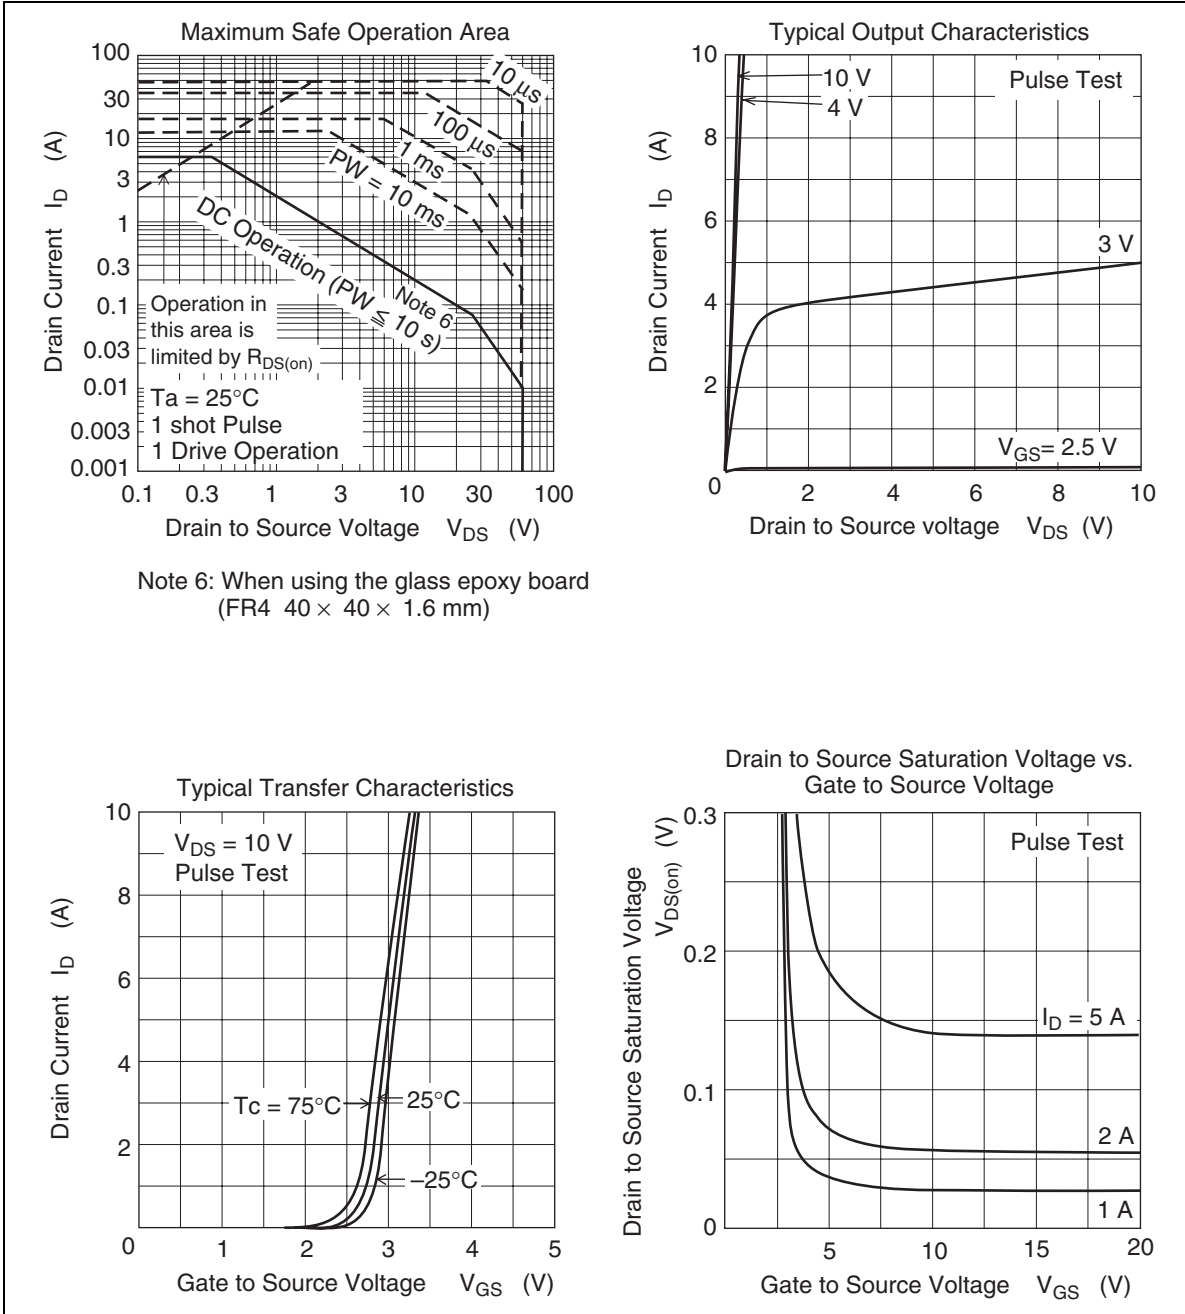 Maximum Safe Operation Area
100
30
10
3
1
0.3
0.1
0.03
0.01
0.003
0.001
Drain Current I_D (A)
10 µs
100 µs
1 ms
PW = 10 ms
DC Operation (PW ≦ 10 s)
Note 6
Operation in
this area is
limited by R_DS(on)
Ta = 25°C
1 shot Pulse
1 Drive Operation
0.1 0.3 1 3 10 30 100
Drain to Source Voltage V_DS (V)
Note 6: When using the glass epoxy board
(FR4 40 × 40 × 1.6 mm)
Typical Output Characteristics
10
8
6
4
2
0
Drain Current I_D (A)
10 V
4 V
Pulse Test
3 V
V_GS= 2.5 V
2 4 6 8 10
Drain to Source voltage V_DS (V)
Typical Transfer Characteristics
10
8
6
4
2
0
Drain Current I_D (A)
V_DS = 10 V
Pulse Test
Tc = 75°C
25°C
–25°C
1 2 3 4 5
Gate to Source Voltage V_GS (V)
Drain to Source Saturation Voltage vs.
Gate to Source Voltage
0.3
0.2
0.1
0
Drain to Source Saturation Voltage
V_DS(on) (V)
Pulse Test
I_D = 5 A
2 A
1 A
5 10 15 20
Gate to Source Voltage V_GS (V)